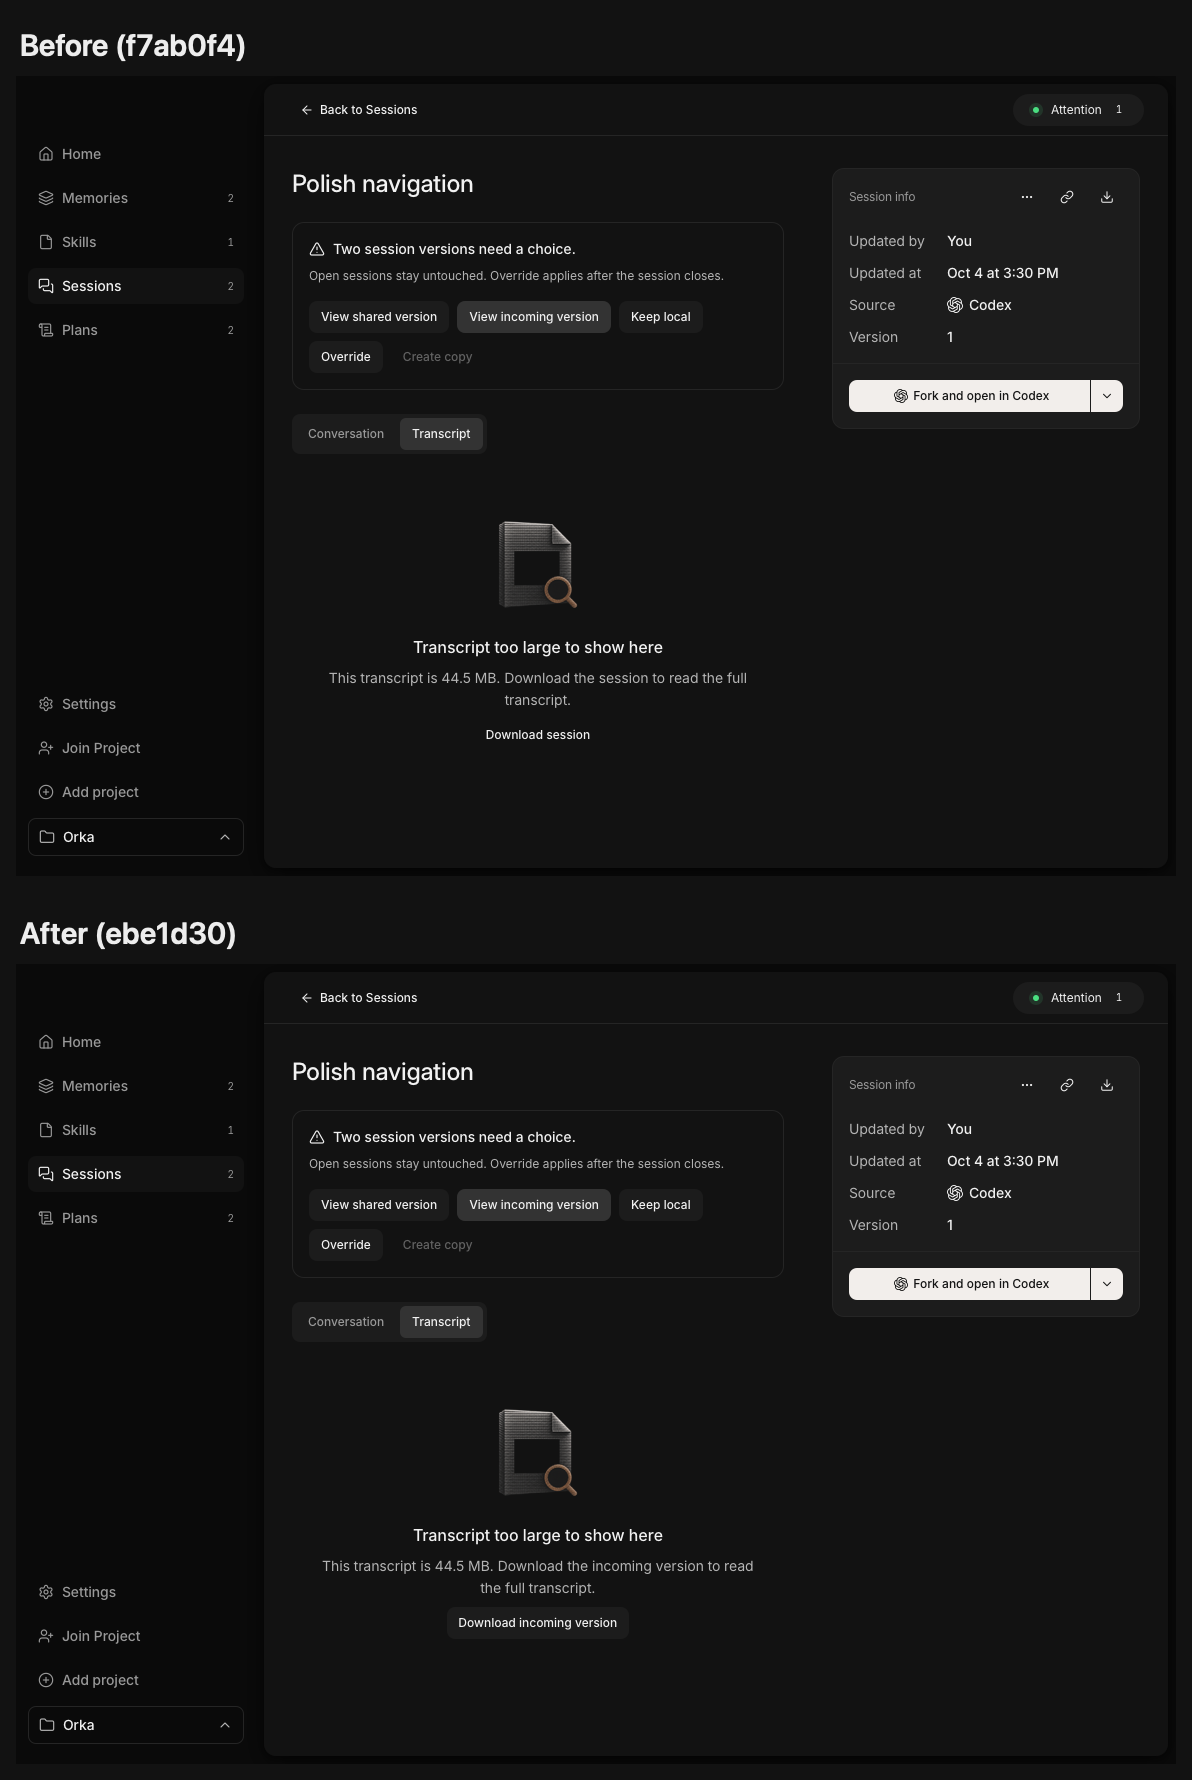 Before (f7ab0f4)
Back to Sessions
Attention 1
Home
Memories 2
Skills 1
Sessions 2
Plans 2
Polish navigation
Two session versions need a choice.
Open sessions stay untouched. Override applies after the session closes.
View shared version View incoming version Keep local
Override Create copy
Conversation Transcript
Transcript too large to show here
This transcript is 44.5 MB. Download the session to read the full
transcript.
Download session
Session info
Updated by You
Updated at Oct 4 at 3:30 PM
Source Codex
Version 1
Fork and open in Codex
Settings
Join Project
Add project
Orka
After (ebe1d30)
Back to Sessions
Attention 1
Home
Memories 2
Skills 1
Sessions 2
Plans 2
Polish navigation
Two session versions need a choice.
Open sessions stay untouched. Override applies after the session closes.
View shared version View incoming version Keep local
Override Create copy
Conversation Transcript
Transcript too large to show here
This transcript is 44.5 MB. Download the incoming version to read
the full transcript.
Download incoming version
Session info
Updated by You
Updated at Oct 4 at 3:30 PM
Source Codex
Version 1
Fork and open in Codex
Settings
Join Project
Add project
Orka